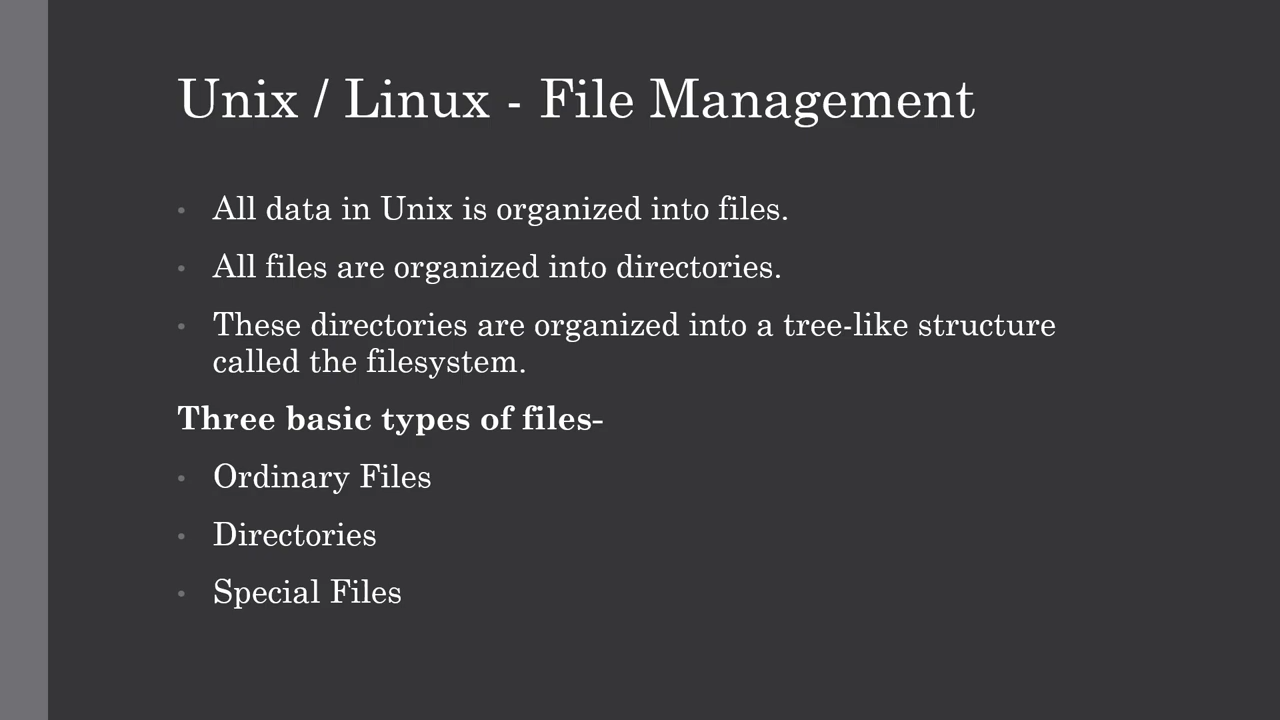 Unix / Linux - File Management
• All data in Unix is organized into files.
• All files are organized into directories.
• These directories are organized into a tree-like structure
called the filesystem.
Three basic types of files-
• Ordinary Files
• Directories
• Special Files